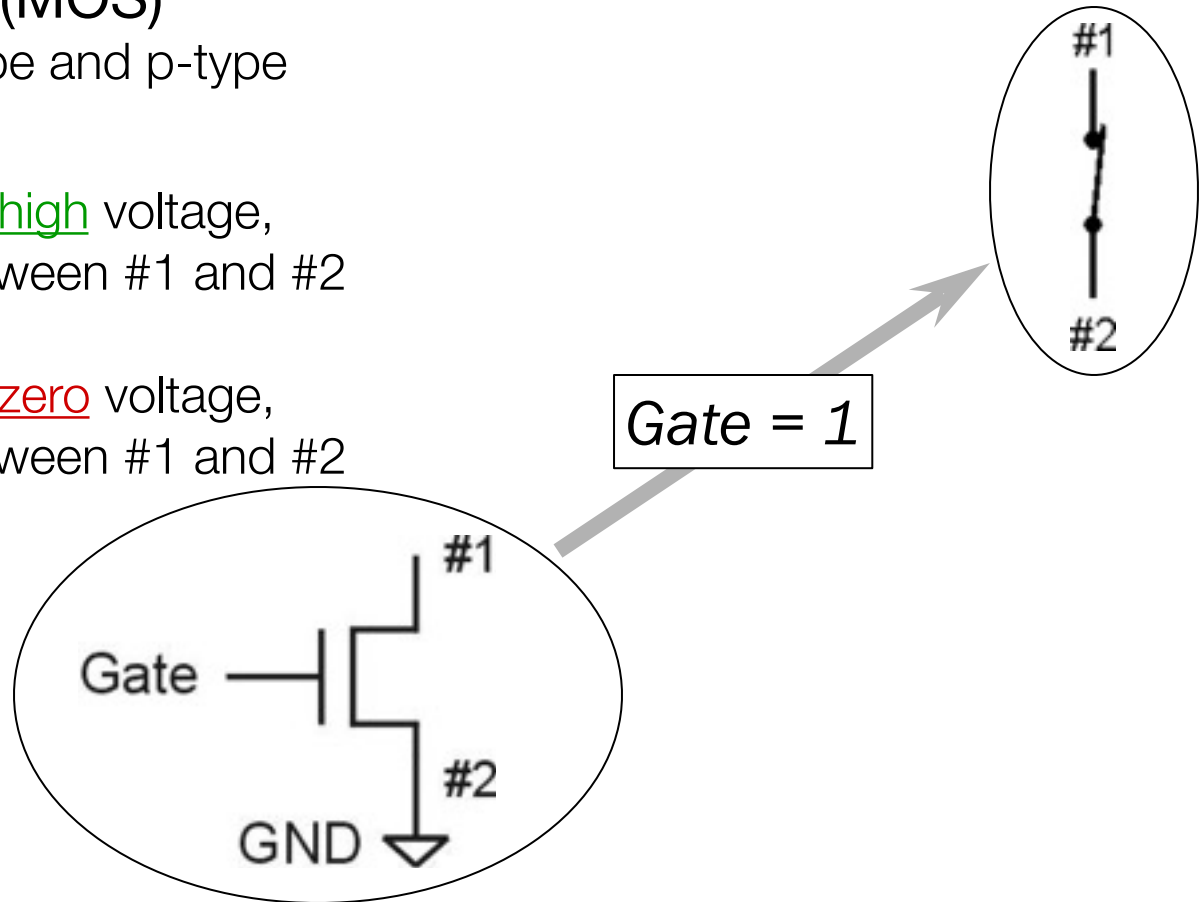 (MOS)
pe and p-type
high voltage,
ween #1 and #2
zero voltage,
ween #1 and #2
#1
#2
Gate = 1
#1
Gate
#2
GND